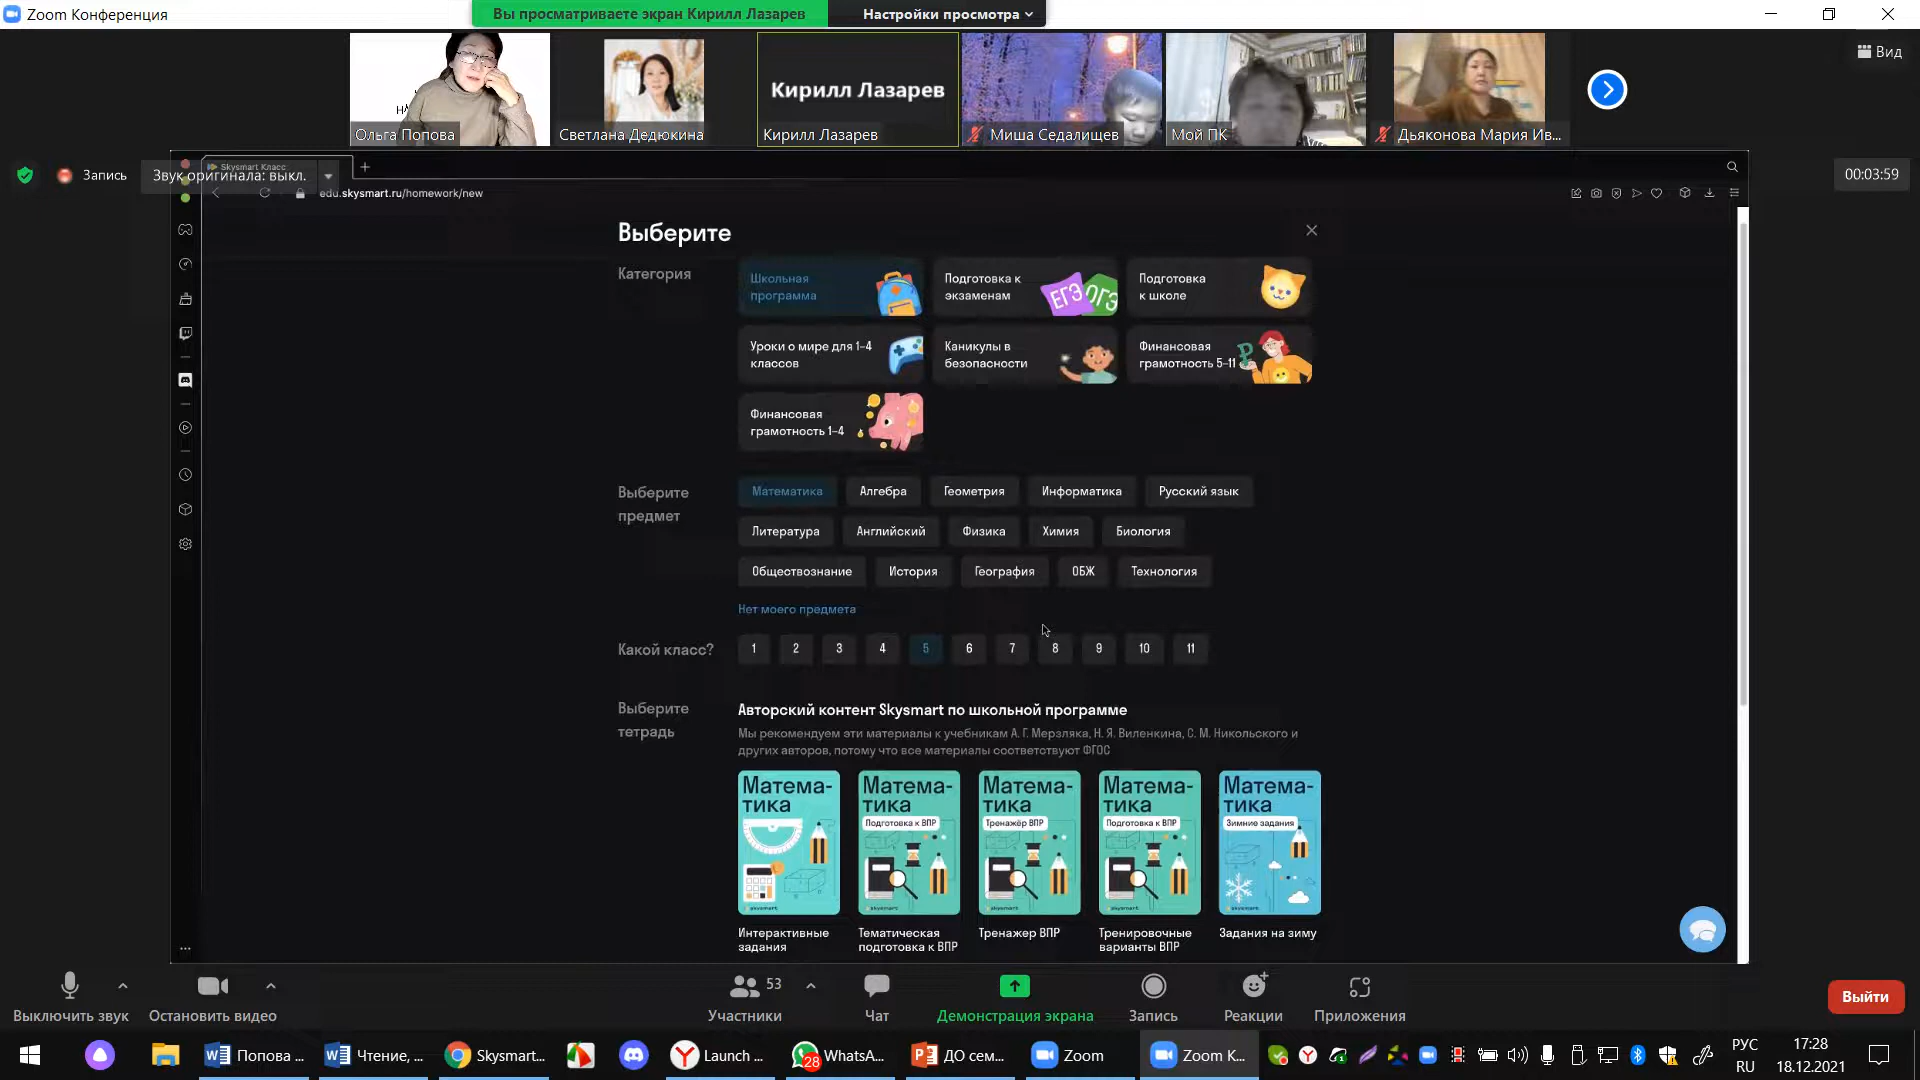 Zoom Конференция
Вы просматриваете экран Кирилл Лазарев
Настройки просмотра
Вид
Ольга Попова
Светлана Дедюкина
Кирилл Лазарев
Кирилл Лазарев
Миша Седалищев
Мой ПК
Дьяконова Мария Ив...
Запись
Звук оригинала: выкл.
00:03:59
Skysmart Класс
edu.skysmart.ru/homework/new
Выберите
Категория
Школьная
программа
Подготовка к
экзаменам
ЕГЭ
ОГЭ
Подготовка
к школе
Уроки о мире для 1–4
классов
Каникулы в
безопасности
Финансовая
грамотность 5–11
Финансовая
грамотность 1–4
Выберите
предмет
Математика
Алгебра
Геометрия
Информатика
Русский язык
Литература
Английский
Физика
Химия
Биология
Обществознание
История
География
ОБЖ
Технология
Нет моего предмета
Какой класс?
1 2 3 4 5 6 7 8 9 10 11
Выберите
тетрадь
Авторский контент Skysmart по школьной программе
Мы рекомендуем эти материалы к учебникам А. Г. Мерзляка, Н. Я. Виленкина, С. М. Никольского и
других авторов, потому что все материалы соответствуют ФГОС
Матема-
тика
skysmart
Матема-
тика
Подготовка к ВПР
skysmart
Матема-
тика
Тренажёр ВПР
skysmart
Матема-
тика
Подготовка к ВПР
skysmart
Матема-
тика
Зимние задания
skysmart
Интерактивные
задания
Тематическая
подготовка к ВПР
Тренажер ВПР
Тренировочные
варианты ВПР
Задания на зиму
Выключить звук
Остановить видео
53
Участники
Чат
Демонстрация экрана
Запись
Реакции
Приложения
Выйти
Попова ...
Чтение, ...
Skysmart...
Launch ...
28
WhatsA...
ДО сем...
Zoom
Zoom К...
РУС
RU
17:28
18.12.2021